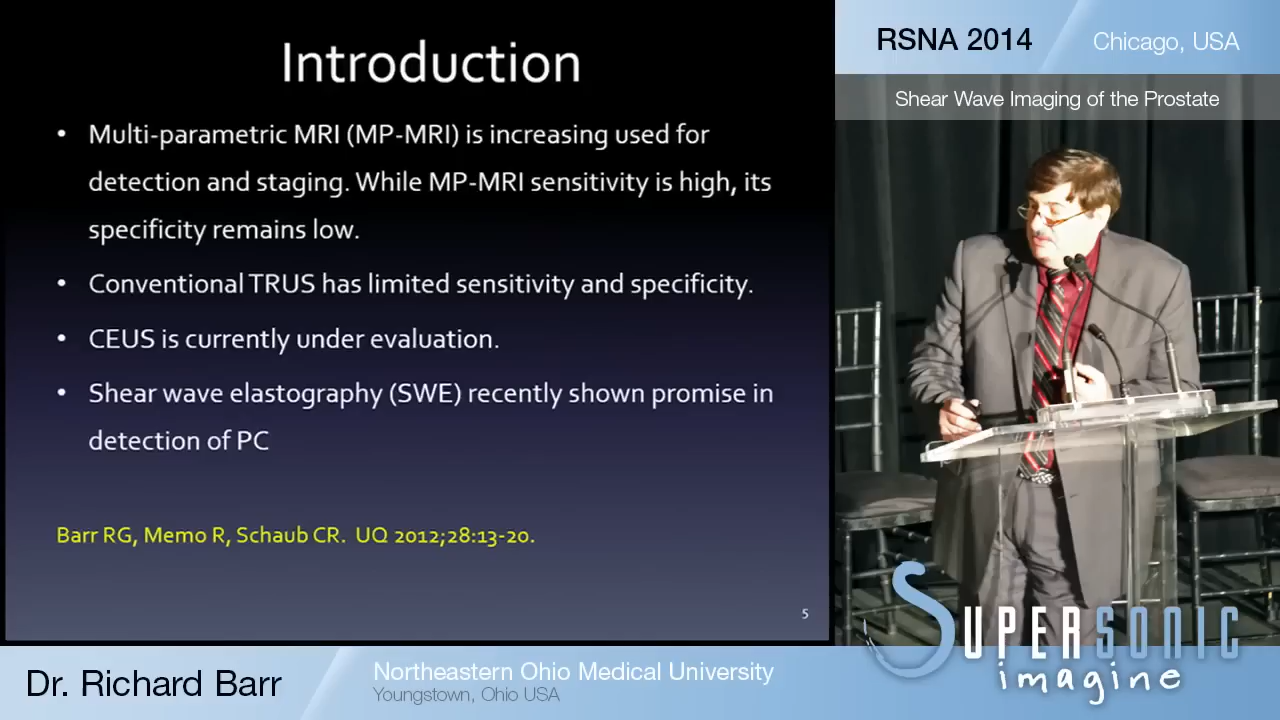 Introduction
• Multi-parametric MRI (MP-MRI) is increasing used for
detection and staging. While MP-MRI sensitivity is high, its
specificity remains low.
• Conventional TRUS has limited sensitivity and specificity.
• CEUS is currently under evaluation.
• Shear wave elastography (SWE) recently shown promise in
detection of PC
Barr RG, Memo R, Schaub CR. UQ 2012;28:13-20.
5
RSNA 2014
Chicago, USA
Shear Wave Imaging of the Prostate
SUPERSONIC
imagine
Dr. Richard Barr
Northeastern Ohio Medical University
Youngstown, Ohio USA